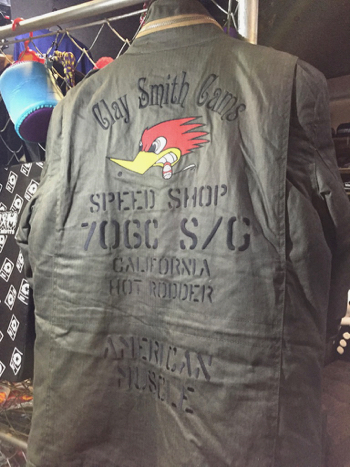 Clay Smith Cams
SPEED SHOP
70GC S/G
CALIFORNIA
HOT RODDER
AMERICAN
MUSCLE